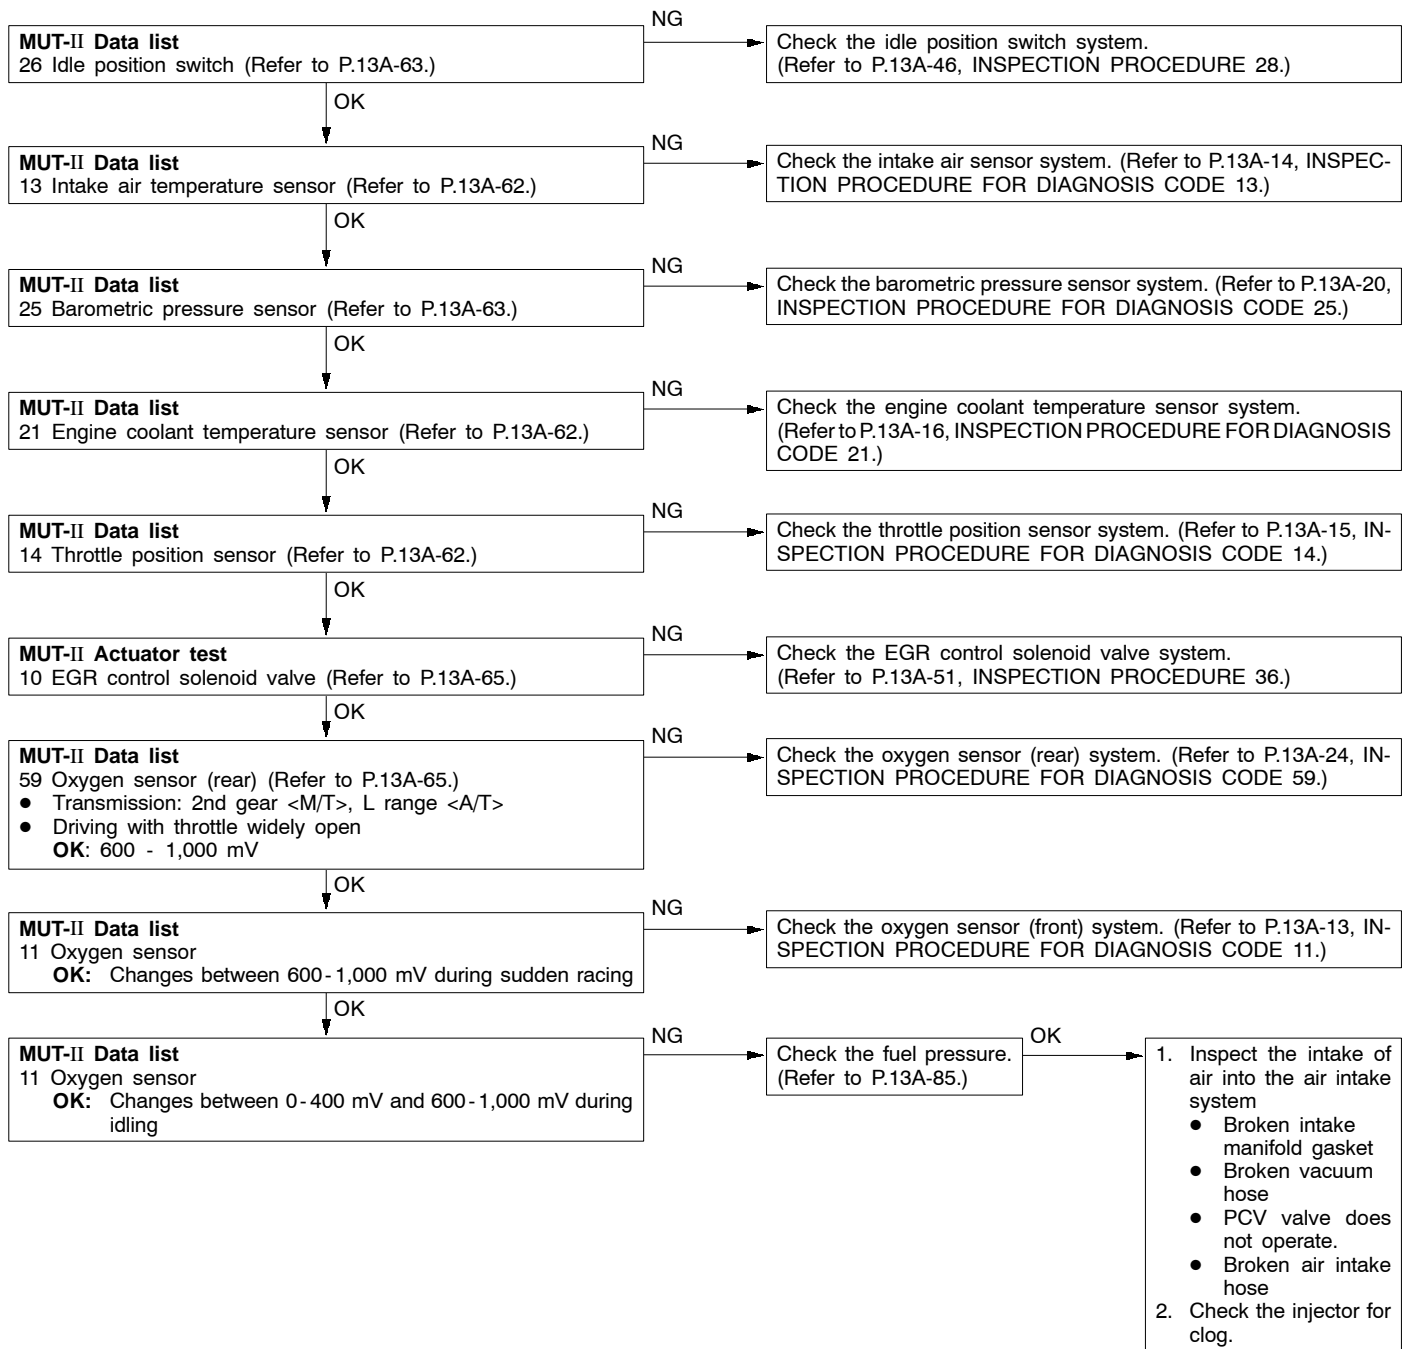 NG
MUT-II Data list
26 Idle position switch (Refer to P.13A-63.)
Check the idle position switch system.
(Refer to P.13A-46, INSPECTION PROCEDURE 28.)
OK
NG
MUT-II Data list
13 Intake air temperature sensor (Refer to P.13A-62.)
Check the intake air sensor system. (Refer to P.13A-14, INSPEC-
TION PROCEDURE FOR DIAGNOSIS CODE 13.)
OK
NG
MUT-II Data list
25 Barometric pressure sensor (Refer to P.13A-63.)
Check the barometric pressure sensor system. (Refer to P.13A-20,
INSPECTION PROCEDURE FOR DIAGNOSIS CODE 25.)
OK
NG
MUT-II Data list
21 Engine coolant temperature sensor (Refer to P.13A-62.)
Check the engine coolant temperature sensor system.
(Refer to P.13A-16, INSPECTION PROCEDURE FOR DIAGNOSIS
CODE 21.)
OK
NG
MUT-II Data list
14 Throttle position sensor (Refer to P.13A-62.)
Check the throttle position sensor system. (Refer to P.13A-15, IN-
SPECTION PROCEDURE FOR DIAGNOSIS CODE 14.)
OK
NG
MUT-II Actuator test
10 EGR control solenoid valve (Refer to P.13A-65.)
Check the EGR control solenoid valve system.
(Refer to P.13A-51, INSPECTION PROCEDURE 36.)
OK
NG
MUT-II Data list
59 Oxygen sensor (rear) (Refer to P.13A-65.)
● Transmission: 2nd gear <M/T>, L range <A/T>
● Driving with throttle widely open
OK: 600 - 1,000 mV
Check the oxygen sensor (rear) system. (Refer to P.13A-24, IN-
SPECTION PROCEDURE FOR DIAGNOSIS CODE 59.)
OK
NG
MUT-II Data list
11 Oxygen sensor
OK: Changes between 600-1,000 mV during sudden racing
Check the oxygen sensor (front) system. (Refer to P.13A-13, IN-
SPECTION PROCEDURE FOR DIAGNOSIS CODE 11.)
OK
NG
MUT-II Data list
11 Oxygen sensor
OK: Changes between 0-400 mV and 600-1,000 mV during
idling
Check the fuel pressure.
(Refer to P.13A-85.)
OK
1. Inspect the intake of
air into the air intake
system
● Broken intake
manifold gasket
● Broken vacuum
hose
● PCV valve does
not operate.
● Broken air intake
hose
2. Check the injector for
clog.